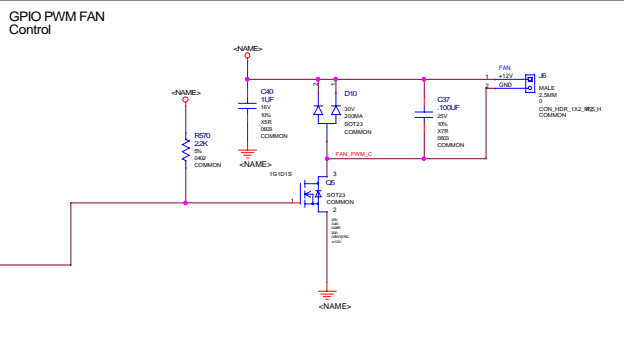 GPIO PWM FAN
Control
<NAME>
<NAME>
R570
2.2K
5%
0402
COMMON
C40
1UF
16V
10%
X5R
0603
COMMON
<NAME>
2
1
D10
30V
200MA
SOT23
COMMON
C37
.100UF
25V
10%
X7R
0603
COMMON
FAN
1
+12V
2
GND
J6
MALE
2.5MM
0
COMMON
FAN_PWM_C
1G1D1S
3
Q5
1
SOT23
COMMON
2
<NAME>